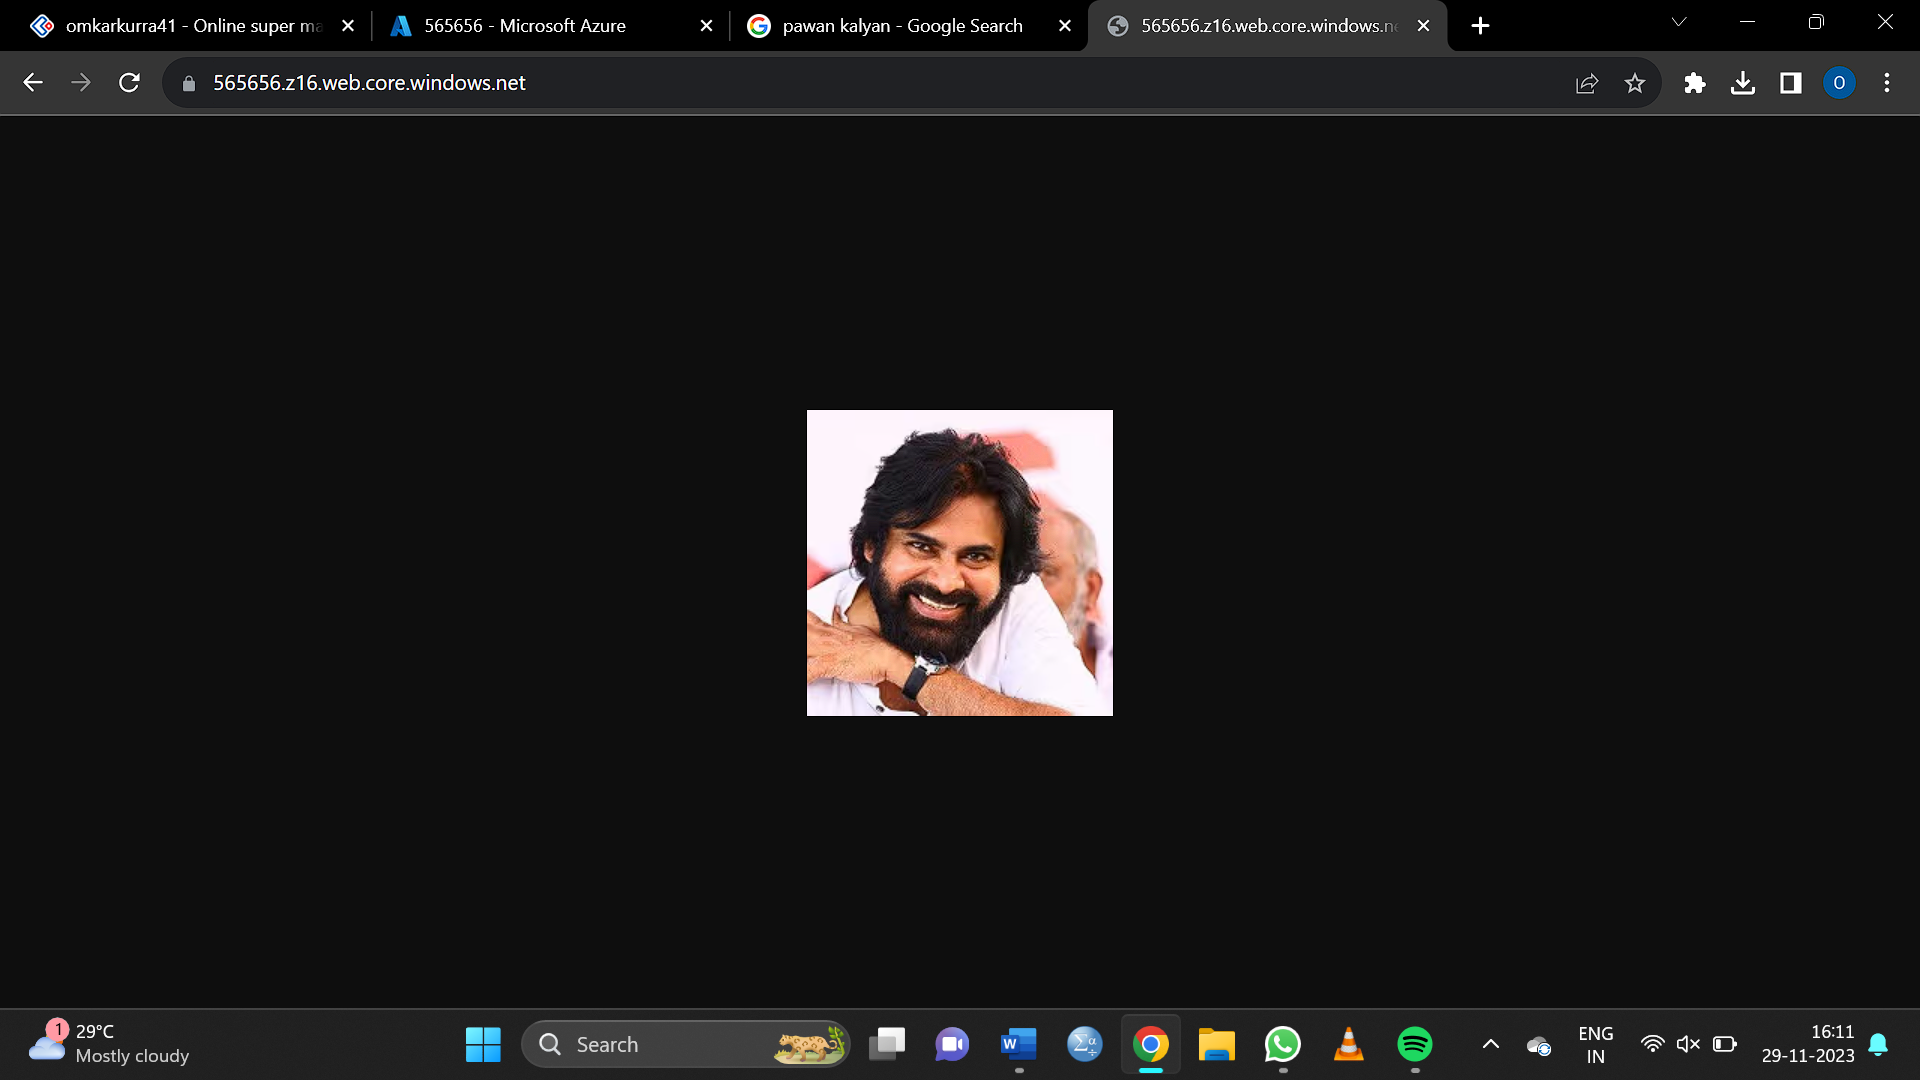 omkarkurra41 - Online super ma
565656 - Microsoft Azure
pawan kalyan - Google Search
565656.z16.web.core.windows.ne
565656.z16.web.core.windows.net
O
1
29°C
Mostly cloudy
Search
ENG
IN
16:11
29-11-2023